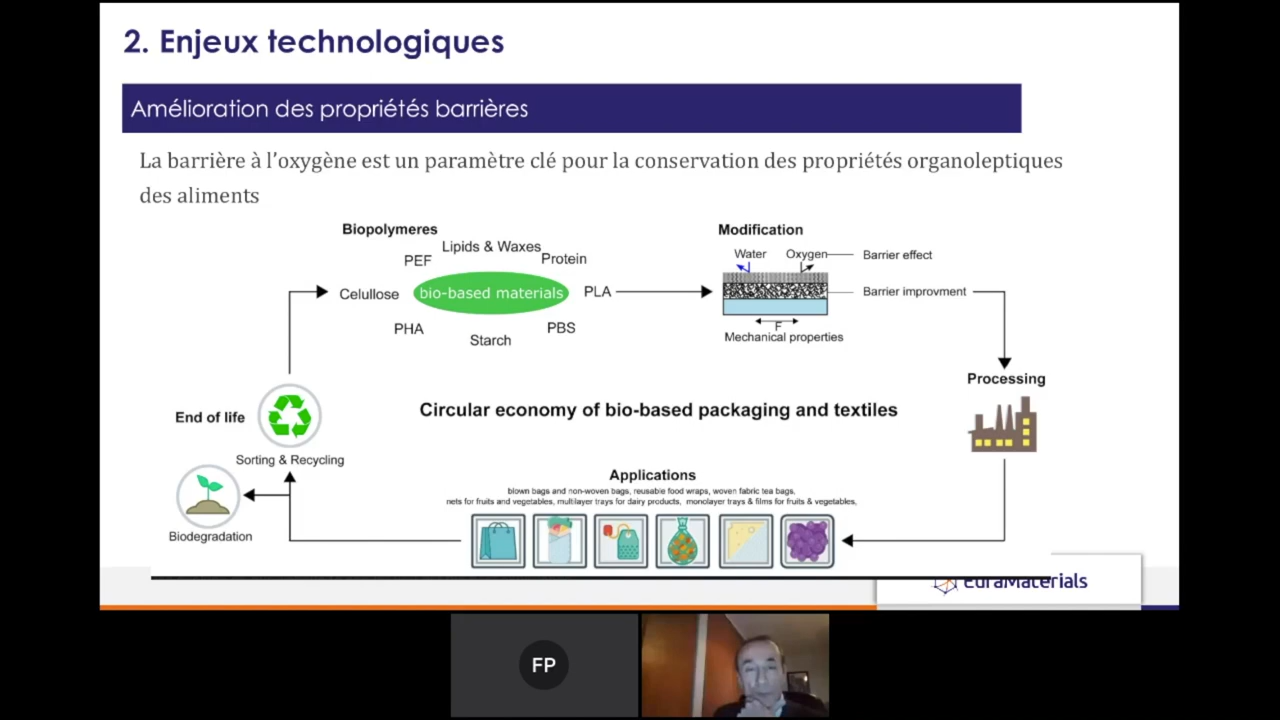 2. Enjeux technologiques
Amélioration des propriétés barrières
La barrière à l'oxygène est un paramètre clé pour la conservation des propriétés organoleptiques
des aliments
Biopolymeres
Lipids & Waxes
PEF
Protein
Celullose
bio-based materials
PLA
PHA
PBS
Starch
Modification
Water
Oxygen
Barrier effect
Barrier improvment
F
Mechanical properties
Processing
End of life
Circular economy of bio-based packaging and textiles
Sorting & Recycling
Biodegradation
Applications
blown bags and non-woven bags, reusable food wraps, woven fabric tea bags,
nets for fruits and vegetables, multilayer trays for dairy products, monolayer trays & films for fruits & vegetables,
EuraMaterials
FP